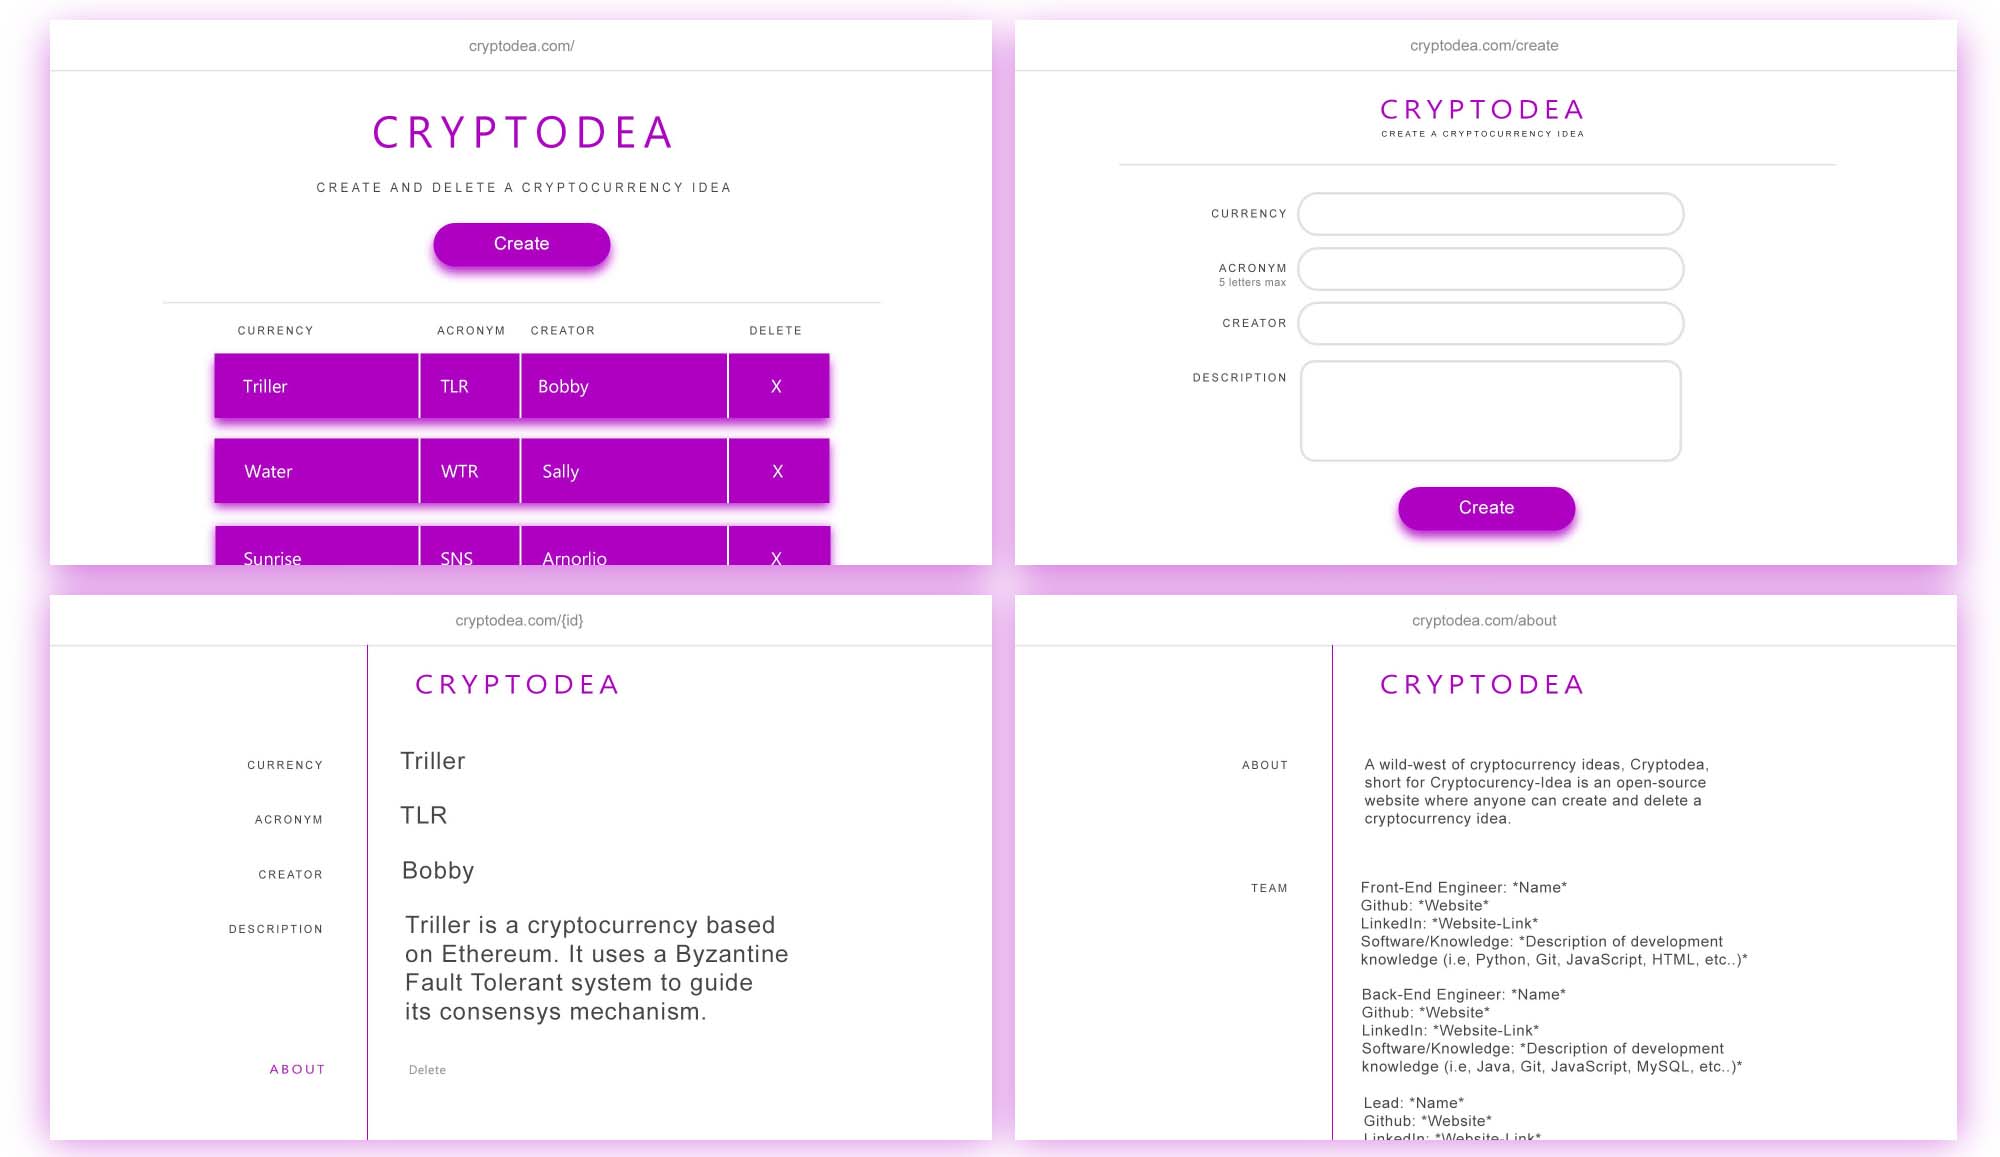 cryptodea.com/
CRYPTODEA
CREATE AND DELETE A CRYPTOCURRENCY IDEA
Create
CURRENCY ACRONYM CREATOR DELETE
Triller TLR Bobby X
Water WTR Sally X
Sunrise SNS Arnorlio X
cryptodea.com/create
CRYPTODEA
CREATE A CRYPTOCURRENCY IDEA
CURRENCY
ACRONYM
5 letters max
CREATOR
DESCRIPTION
Create
cryptodea.com/{id}
CRYPTODEA
CURRENCY Triller
ACRONYM TLR
CREATOR Bobby
DESCRIPTION Triller is a cryptocurrency based
on Ethereum. It uses a Byzantine
Fault Tolerant system to guide
its consensys mechanism.
ABOUT Delete
cryptodea.com/about
CRYPTODEA
ABOUT A wild-west of cryptocurrency ideas, Cryptodea,
short for Cryptocurency-Idea is an open-source
website where anyone can create and delete a
cryptocurrency idea.
TEAM Front-End Engineer: *Name*
Github: *Website*
LinkedIn: *Website-Link*
Software/Knowledge: *Description of development
knowledge (i.e, Python, Git, JavaScript, HTML, etc..)*
Back-End Engineer: *Name*
Github: *Website*
LinkedIn: *Website-Link*
Software/Knowledge: *Description of development
knowledge (i.e, Java, Git, JavaScript, MySQL, etc..)*
Lead: *Name*
Github: *Website*
LinkedIn: *Website-Link*